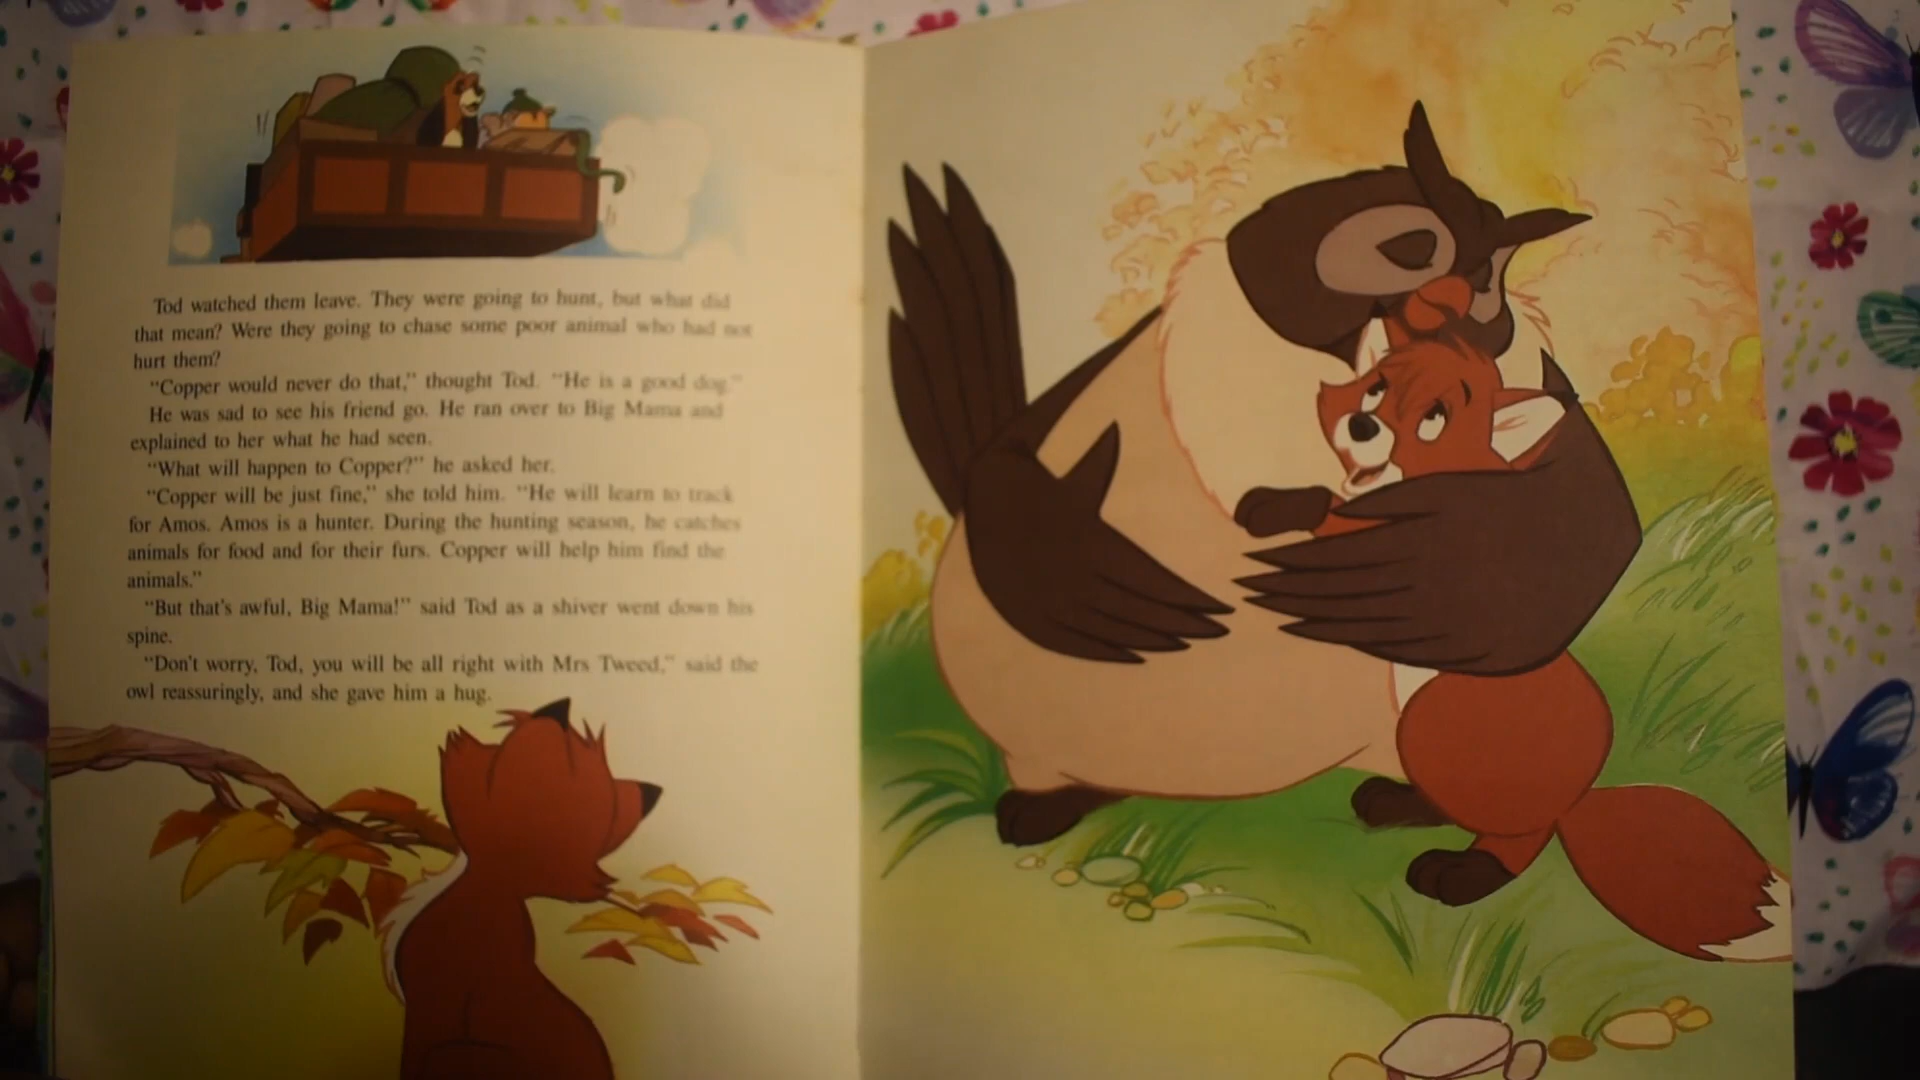 Tod watched them leave. They were going to hunt, but what did
that mean? Were they going to chase some poor animal who had not
hurt them?
"Copper would never do that," thought Tod. "He is a good dog."
He was sad to see his friend go. He ran over to Big Mama and
explained to her what he had seen.
"What will happen to Copper?" he asked her.
"Copper will be just fine," she told him. "He will learn to track
for Amos. Amos is a hunter. During the hunting season, he catches
animals for food and for their furs. Copper will help him find the
animals."
"But that's awful, Big Mama!" said Tod as a shiver went down his
spine.
"Don't worry, Tod, you will be all right with Mrs Tweed," said the
owl reassuringly, and she gave him a hug.